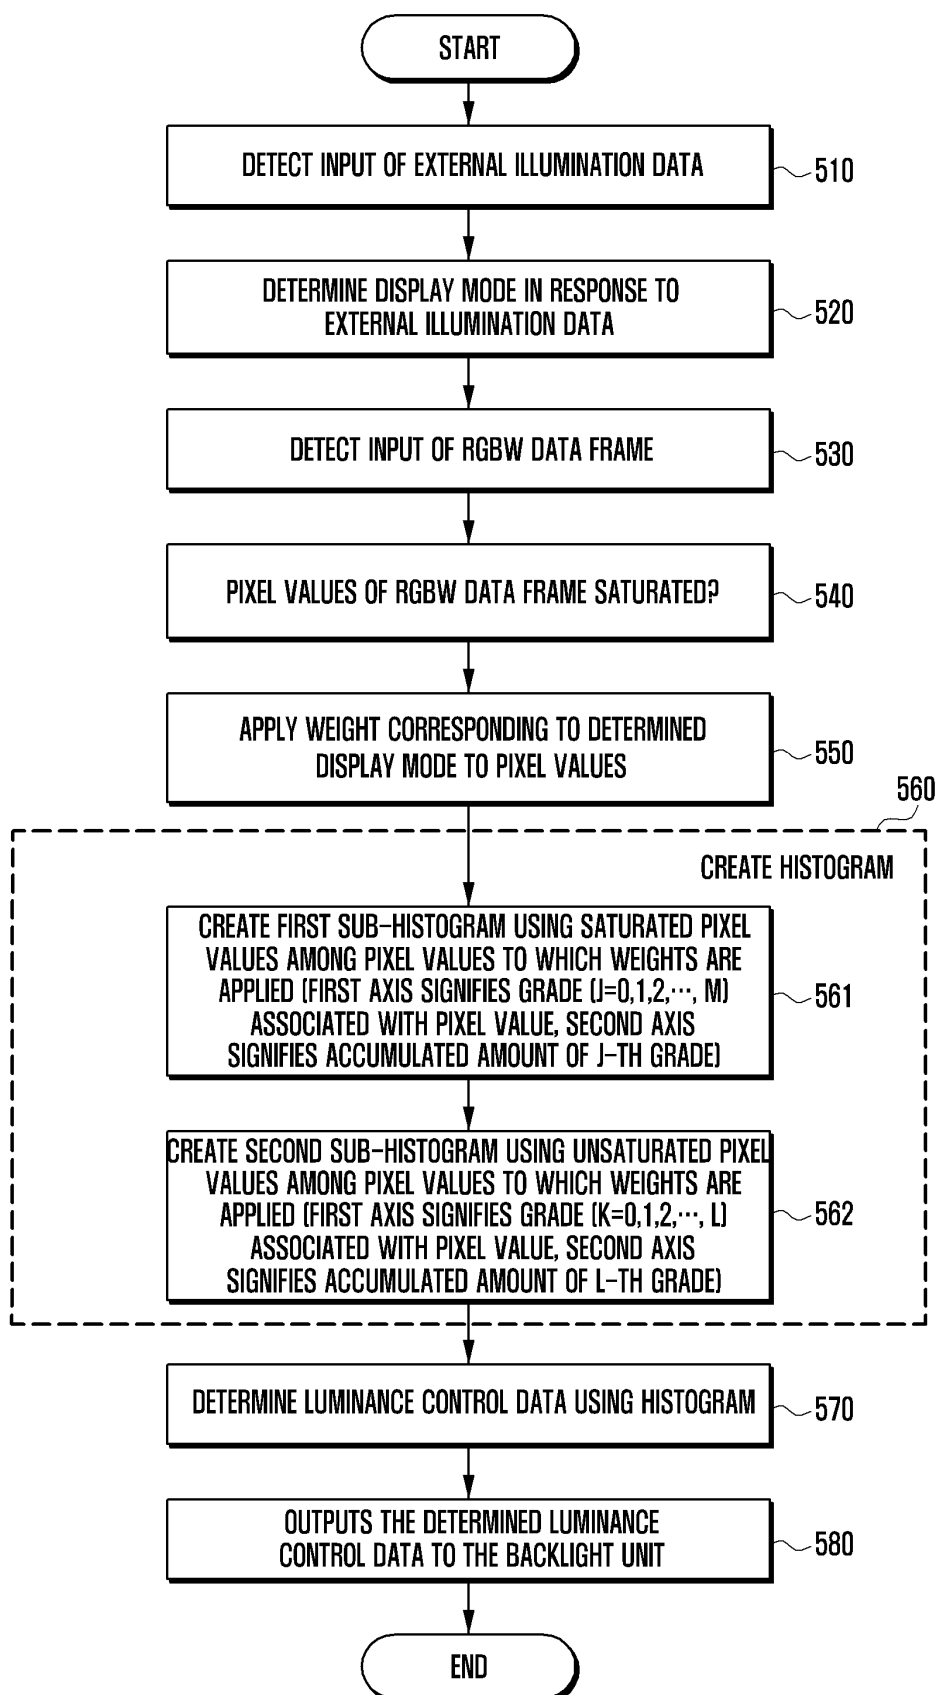 START
DETECT INPUT OF EXTERNAL ILLUMINATION DATA
510
DETERMINE DISPLAY MODE IN RESPONSE TO
EXTERNAL ILLUMINATION DATA
520
DETECT INPUT OF RGBW DATA FRAME
530
PIXEL VALUES OF RGBW DATA FRAME SATURATED?
540
APPLY WEIGHT CORRESPONDING TO DETERMINED
DISPLAY MODE TO PIXEL VALUES
550
560
CREATE HISTOGRAM
CREATE FIRST SUB-HISTOGRAM USING SATURATED PIXEL
VALUES AMONG PIXEL VALUES TO WHICH WEIGHTS ARE
APPLIED (FIRST AXIS SIGNIFIES GRADE (J=0,1,2,⋯, M)
ASSOCIATED WITH PIXEL VALUE, SECOND AXIS
SIGNIFIES ACCUMULATED AMOUNT OF J-TH GRADE)
561
CREATE SECOND SUB-HISTOGRAM USING UNSATURATED PIXEL
VALUES AMONG PIXEL VALUES TO WHICH WEIGHTS ARE
APPLIED (FIRST AXIS SIGNIFIES GRADE (K=0,1,2,⋯, L)
ASSOCIATED WITH PIXEL VALUE, SECOND AXIS
SIGNIFIES ACCUMULATED AMOUNT OF L-TH GRADE)
562
DETERMINE LUMINANCE CONTROL DATA USING HISTOGRAM
570
OUTPUTS THE DETERMINED LUMINANCE
CONTROL DATA TO THE BACKLIGHT UNIT
580
END